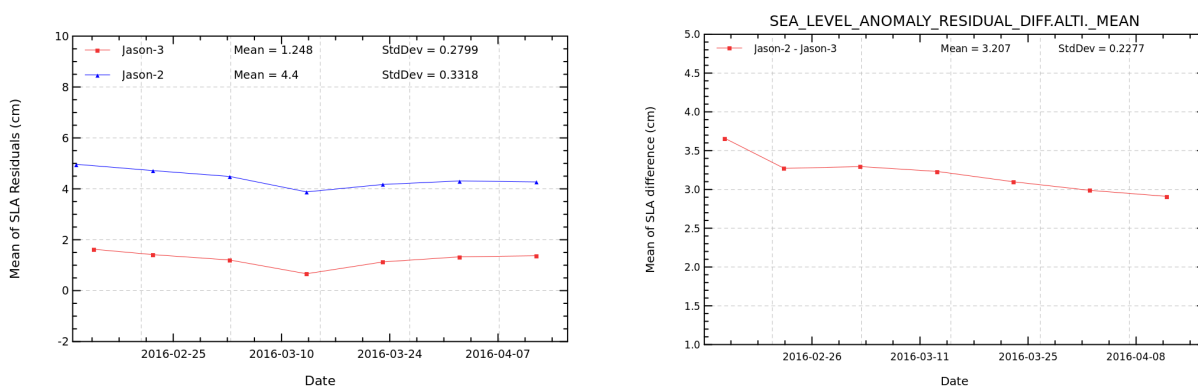 10
8
6
4
2
0
-2
Mean of SLA Residuals (cm)
Jason-3 Mean = 1.248 StdDev = 0.2799
Jason-2 Mean = 4.4 StdDev = 0.3318
2016-02-25 2016-03-10 2016-03-24 2016-04-07
Date
SEA_LEVEL_ANOMALY_RESIDUAL_DIFF.ALTI._MEAN
5.0
4.5
4.0
3.5
3.0
2.5
2.0
1.5
1.0
Mean of SLA difference (cm)
Jason-2 - Jason-3 Mean = 3.207 StdDev = 0.2277
2016-02-26 2016-03-11 2016-03-25 2016-04-08
Date